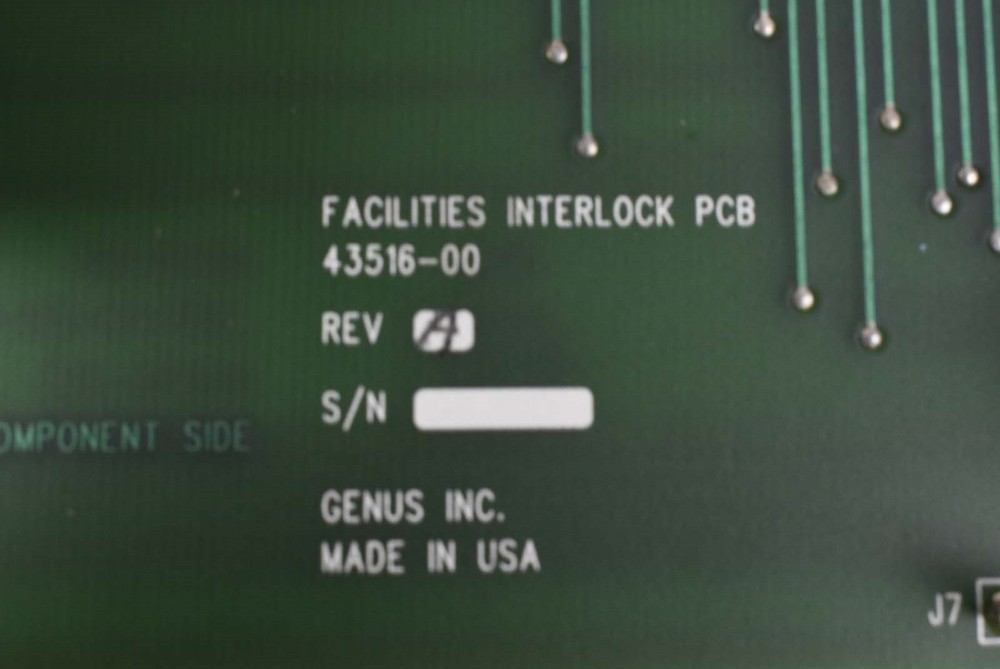 FACILITIES INTERLOCK PCB
43516-00
REV A
S/N
OMPONENT SIDE
GENUS INC.
MADE IN USA
J7